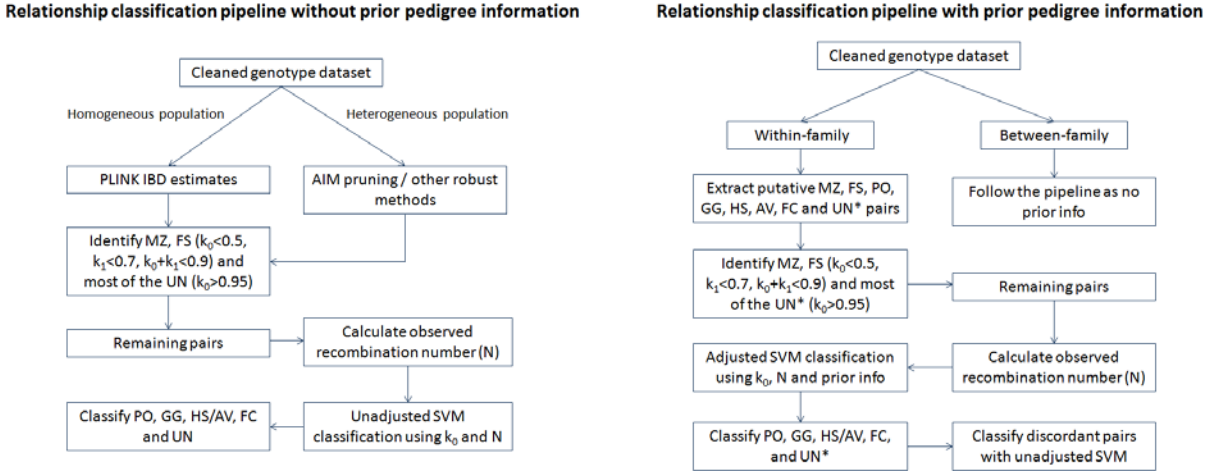 Relationship classification pipeline without prior pedigree information
Cleaned genotype dataset
Homogeneous population
Heterogeneous population
PLINK IBD estimates
AIM pruning / other robust
methods
Identify MZ, FS (k₀<0.5,
k₁<0.7, k₀+k₁<0.9) and
most of the UN (k₀>0.95)
Remaining pairs
Calculate observed
recombination number (N)
Unadjusted SVM
classification using k₀ and N
Classify PO, GG, HS/AV, FC
and UN
Relationship classification pipeline with prior pedigree information
Cleaned genotype dataset
Within-family
Between-family
Extract putative MZ, FS, PO,
GG, HS, AV, FC and UN* pairs
Follow the pipeline as no
prior info
Identify MZ, FS (k₀<0.5,
k₁<0.7, k₀+k₁<0.9) and most
of the UN* (k₀>0.95)
Remaining pairs
Calculate observed
recombination number (N)
Adjusted SVM classification
using k₀, N and prior info
Classify PO, GG, HS/AV, FC,
and UN*
Classify discordant pairs
with unadjusted SVM